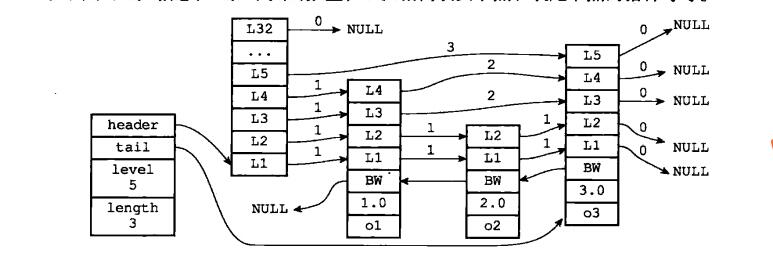 L32
0
NULL
...
L5
3
L4
1
L3
1
L2
1
L1
1
header
tail
level
5
length
3
L4
2
L3
2
L2
1
L1
1
BW
1.0
o1
NULL
L2
1
L1
1
BW
2.0
o2
L5
0
NULL
L4
0
NULL
L3
0
NULL
L2
0
NULL
L1
0
NULL
BW
3.0
o3